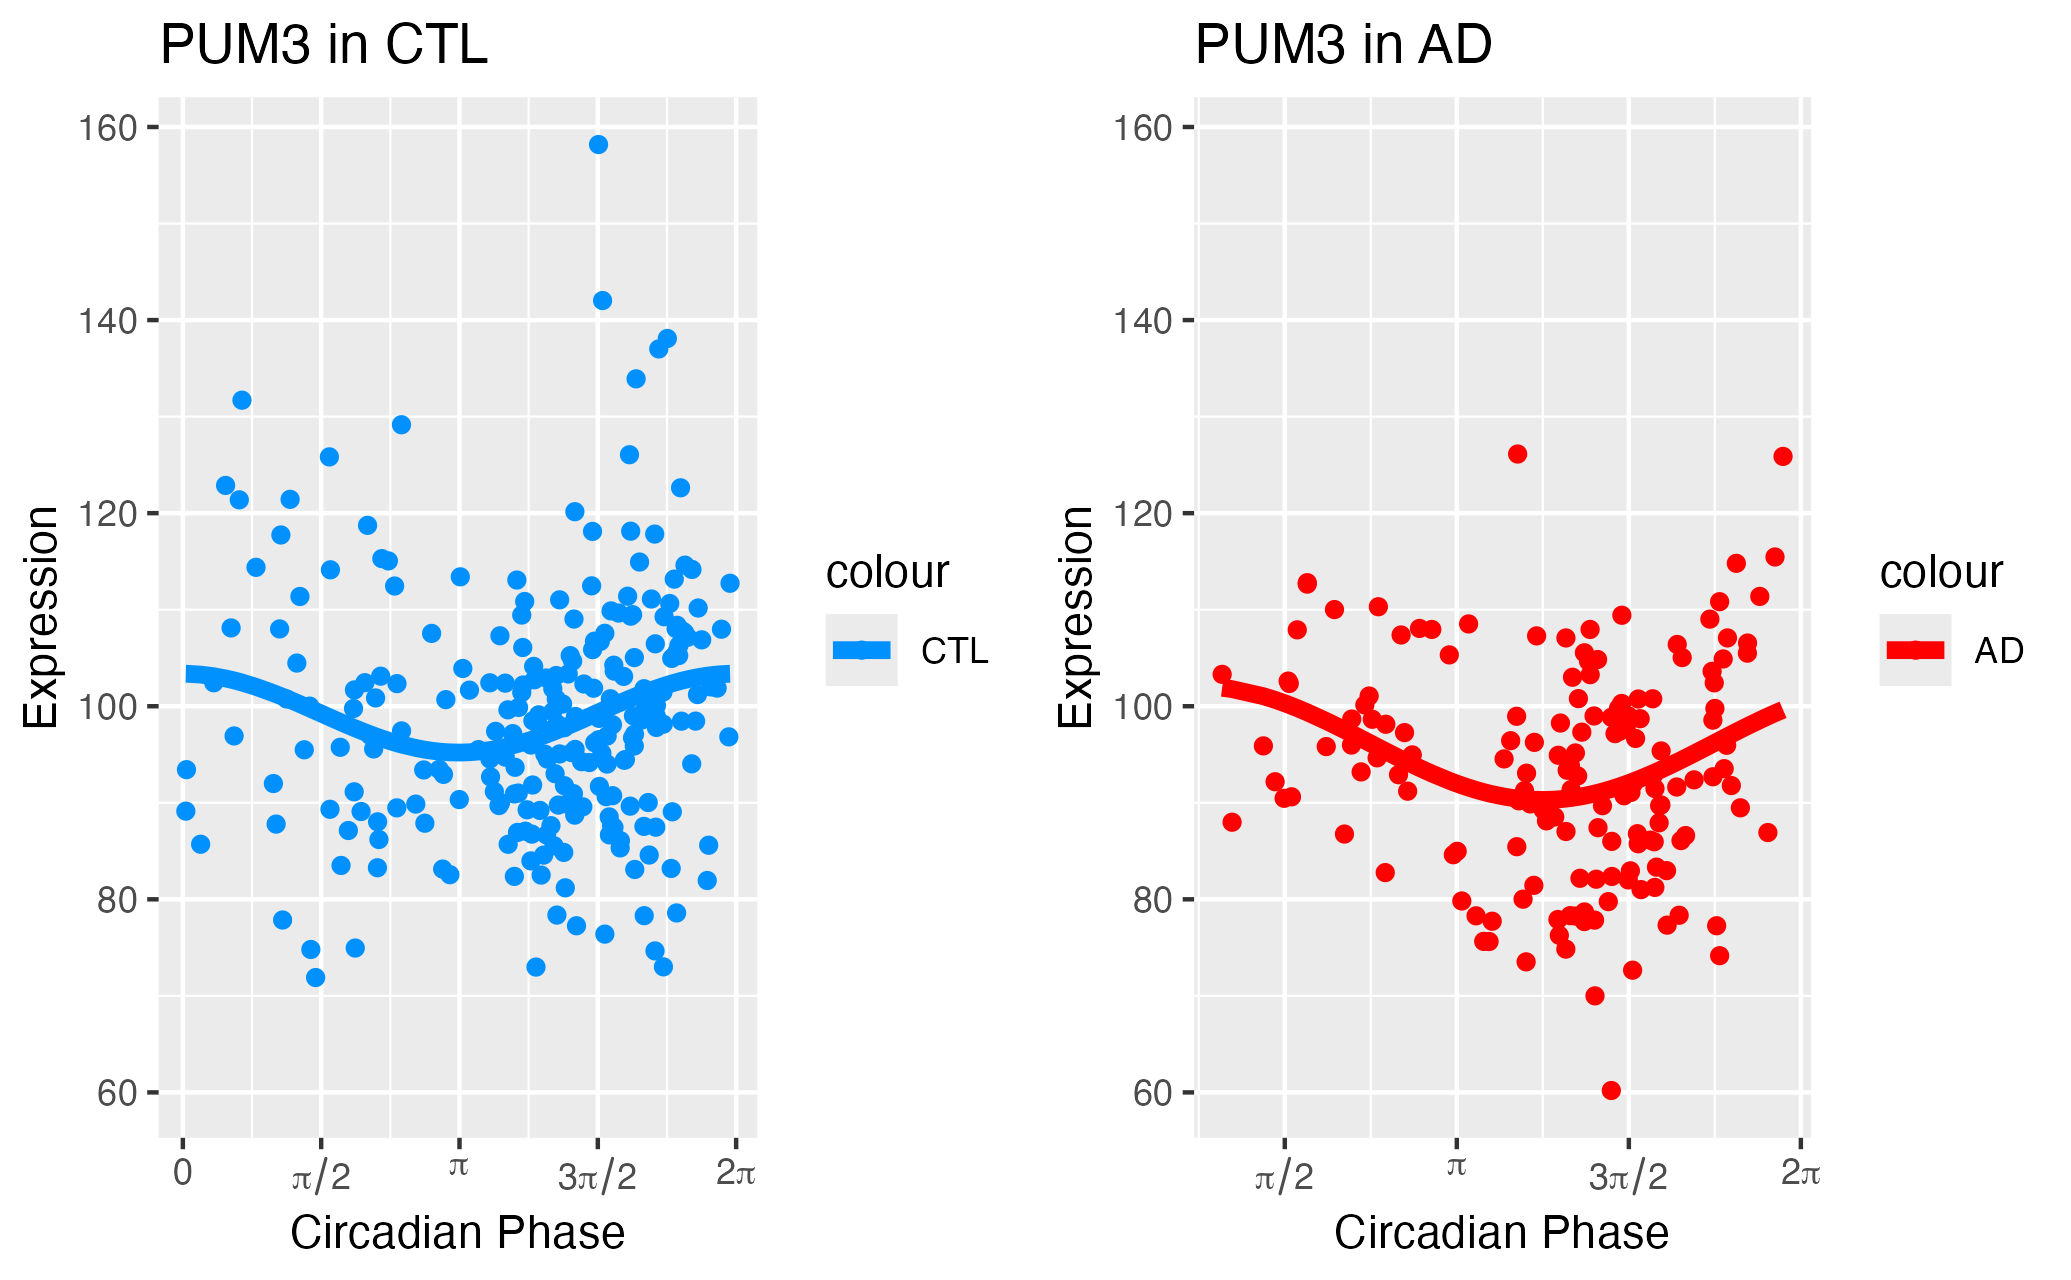 PUM3 in CTL
160
140
120
100
80
60
Expression
0
π/2
π
3π/2
2π
Circadian Phase
colour
CTL
PUM3 in AD
160
140
120
100
80
60
Expression
π/2
π
3π/2
2π
Circadian Phase
colour
AD